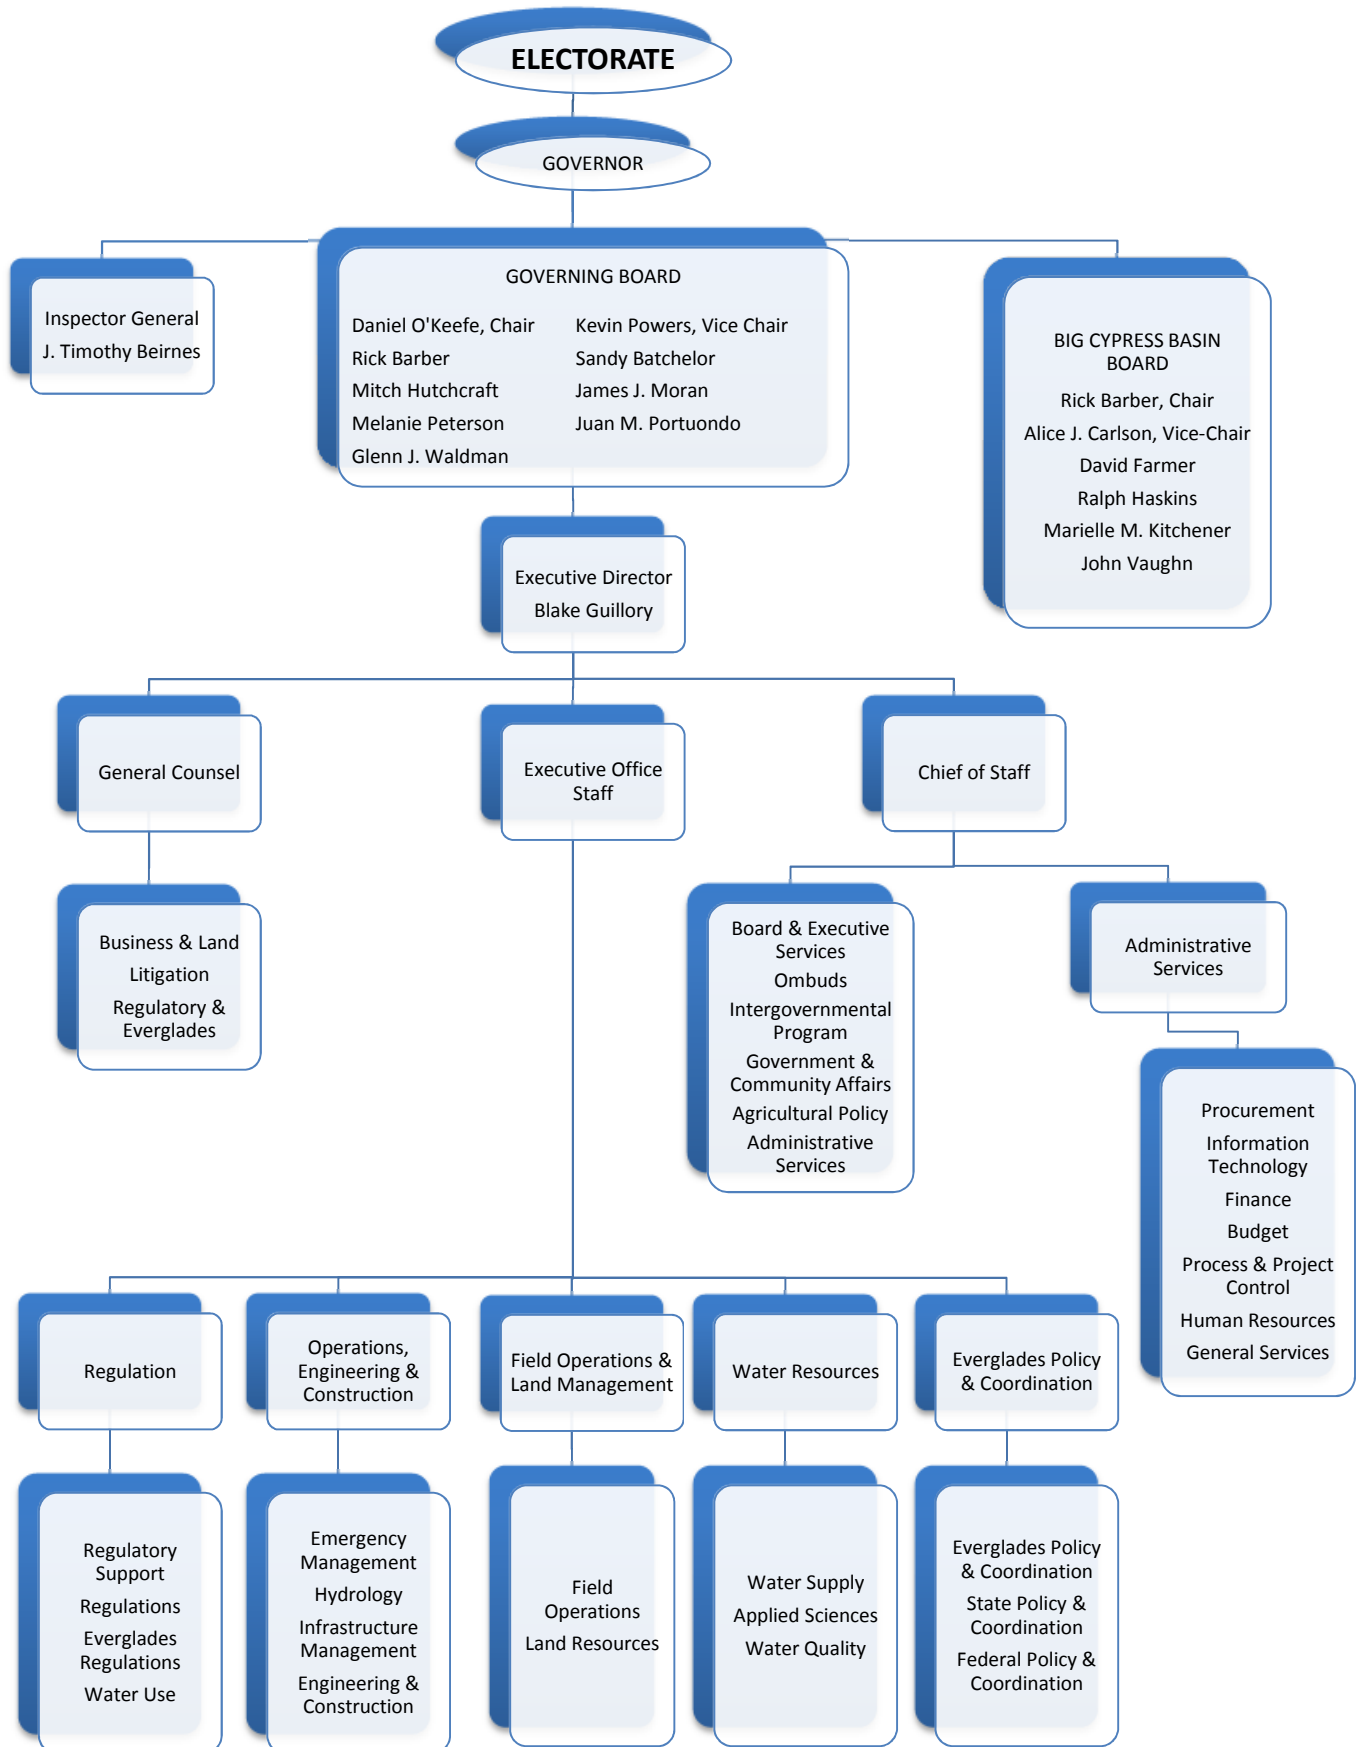 ELECTORATE
GOVERNOR
Inspector General
J. Timothy Beirnes
GOVERNING BOARD
Daniel O'Keefe, Chair
Kevin Powers, Vice Chair
Rick Barber
Sandy Batchelor
Mitch Hutchcraft
James J. Moran
Melanie Peterson
Juan M. Portuondo
Glenn J. Waldman
BIG CYPRESS BASIN
BOARD
Rick Barber, Chair
Alice J. Carlson, Vice-Chair
David Farmer
Ralph Haskins
Marielle M. Kitchener
John Vaughn
Executive Director
Blake Guillory
General Counsel
Executive Office
Staff
Chief of Staff
Business & Land
Litigation
Regulatory &
Everglades
Board & Executive
Services
Ombuds
Intergovernmental
Program
Government &
Community Affairs
Agricultural Policy
Administrative
Services
Administrative
Services
Procurement
Information
Technology
Finance
Budget
Process & Project
Control
Human Resources
General Services
Regulation
Operations,
Engineering &
Construction
Field Operations &
Land Management
Water Resources
Everglades Policy
& Coordination
Regulatory
Support
Regulations
Everglades
Regulations
Water Use
Emergency
Management
Hydrology
Infrastructure
Management
Engineering &
Construction
Field
Operations
Land Resources
Water Supply
Applied Sciences
Water Quality
Everglades Policy
& Coordination
State Policy &
Coordination
Federal Policy &
Coordination